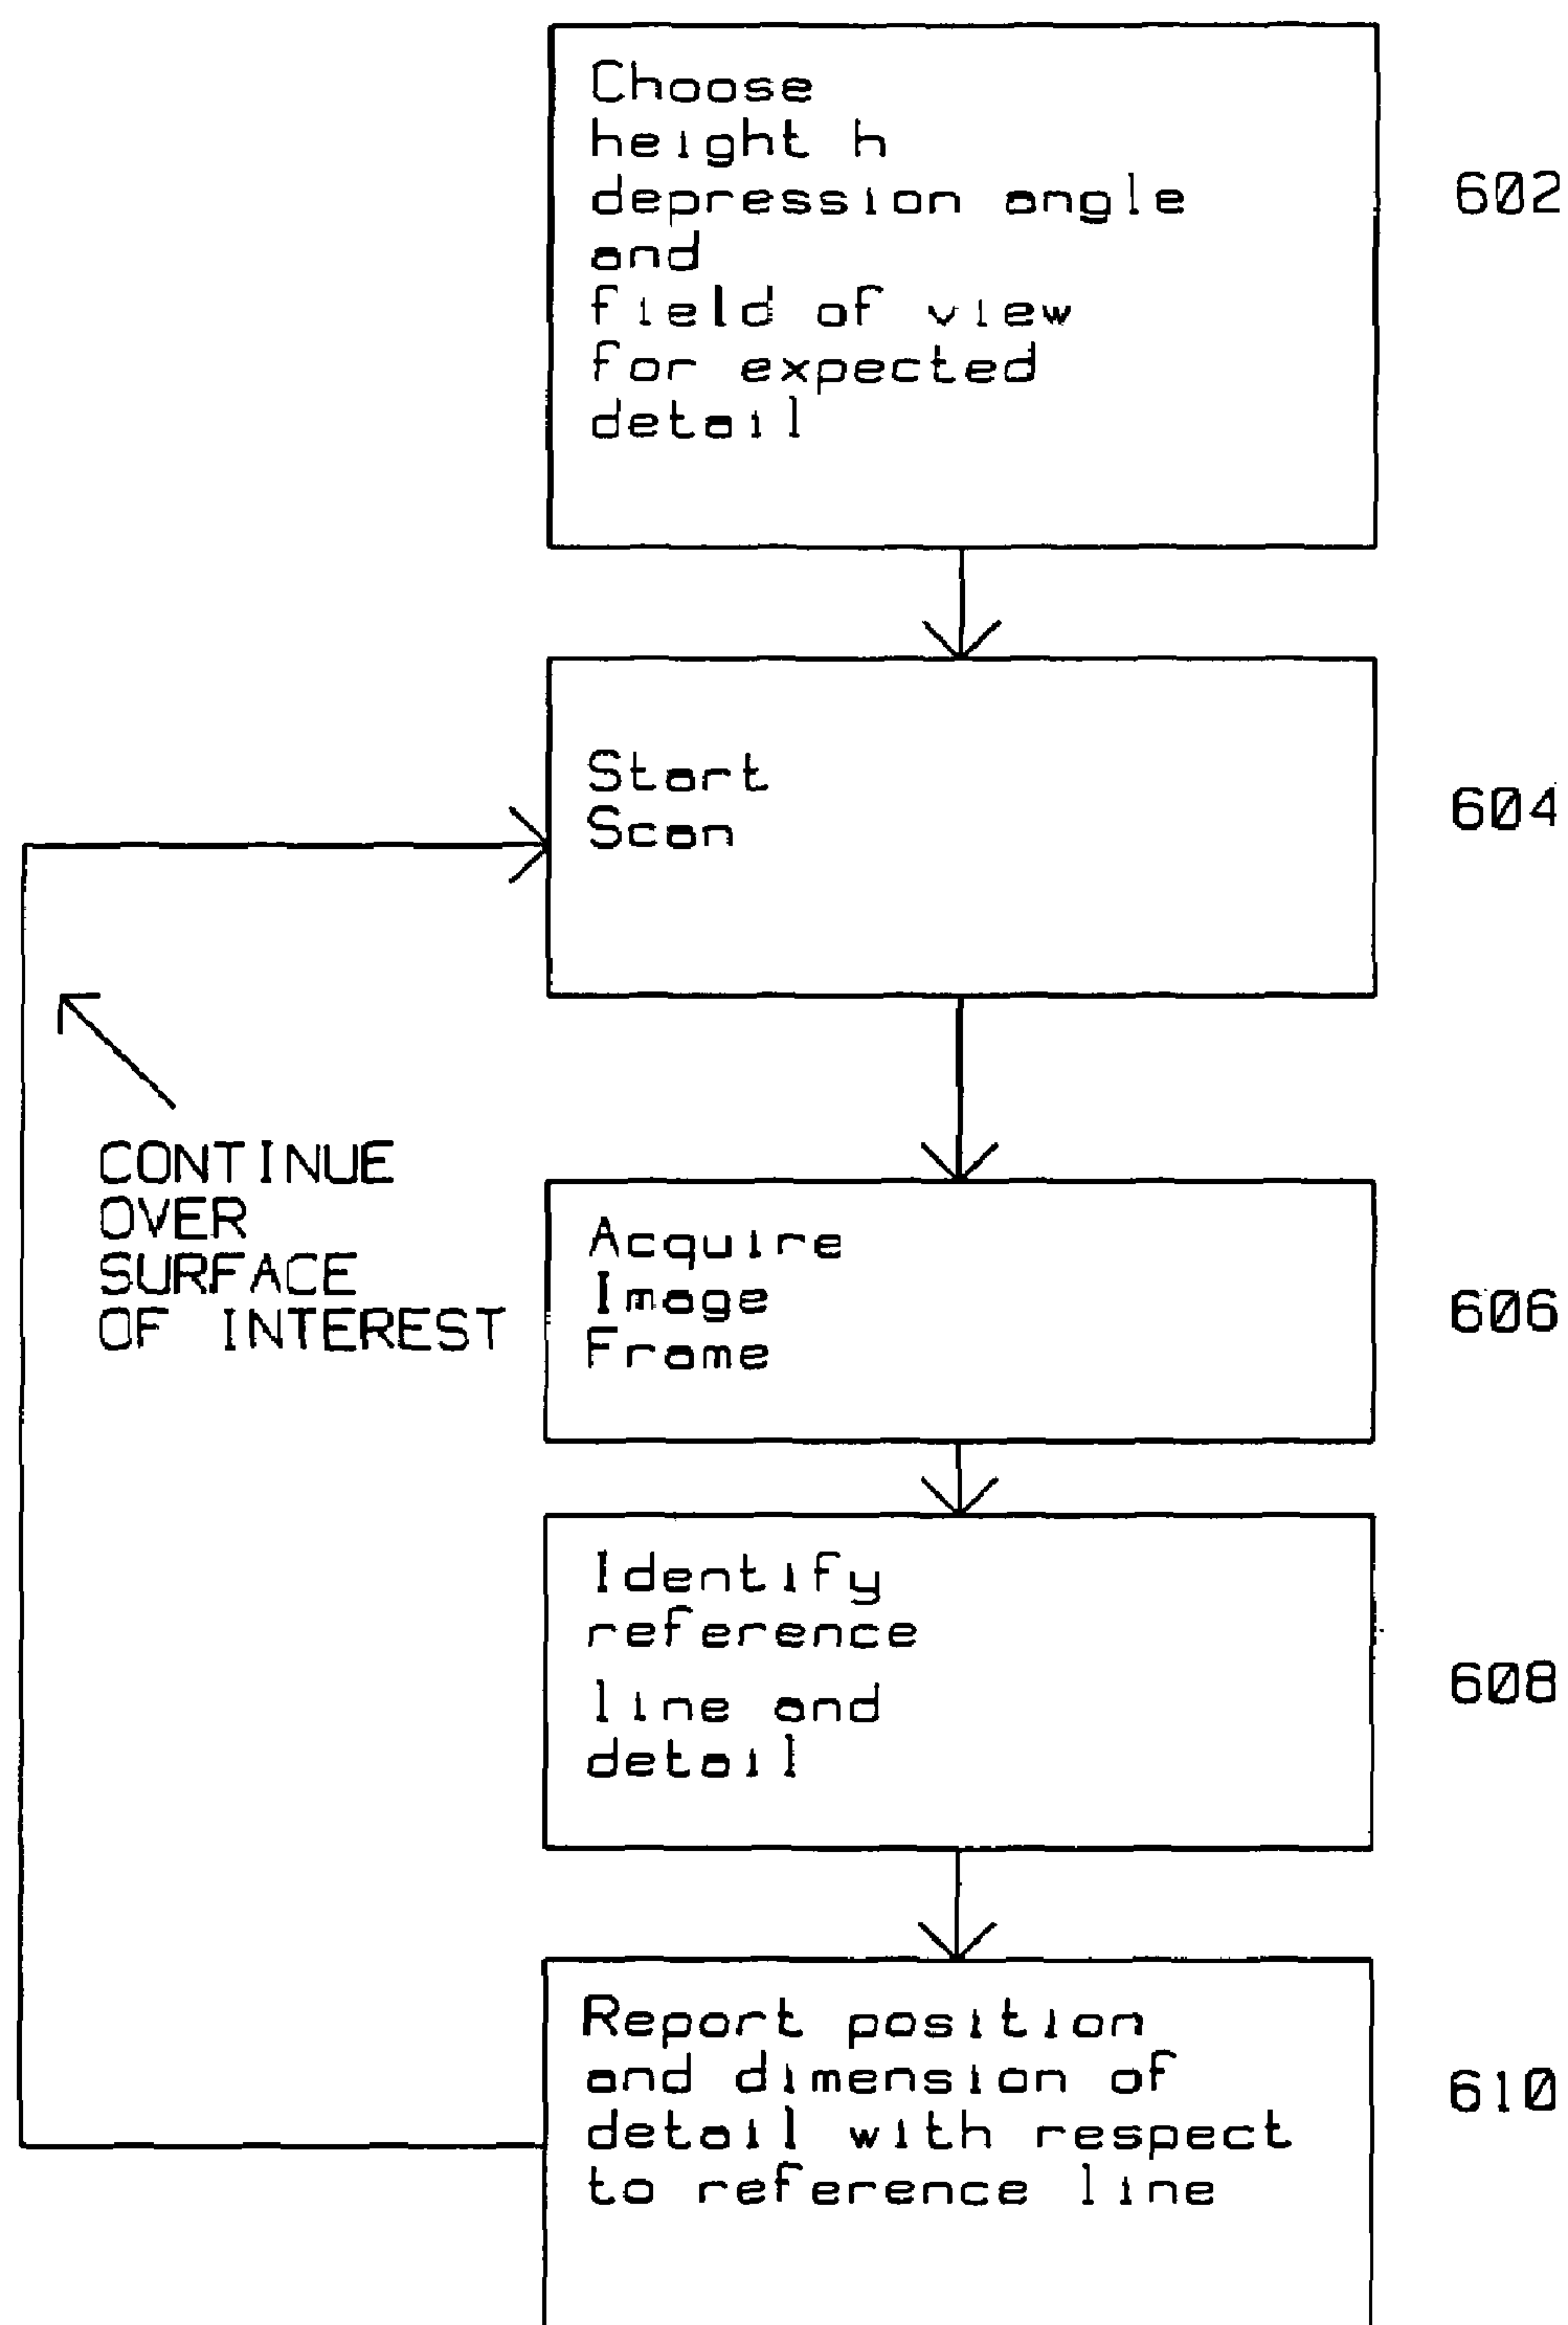 Choose
height h
depression angle
and
field of view
for expected
detail
602
Start
Scan
604
CONTINUE
OVER
SURFACE
OF INTEREST
Acquire
Image
Frame
606
Identify
reference
line and
detail
608
Report position
and dimension of
detail with respect
to reference line
610